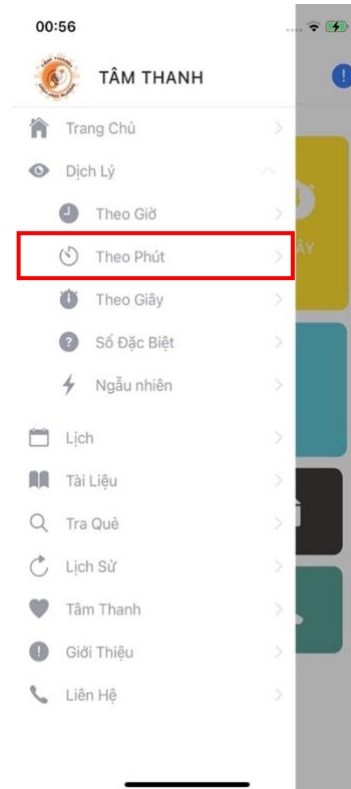 00:56
TÂM THANH
Trang Chủ
Dịch Lý
Theo Giờ
Theo Phút
ÂY
Theo Giây
Số Đặc Biệt
Ngẫu nhiên
Lịch
Tài Liệu
Tra Quẻ
Lịch Sử
Tâm Thanh
Giới Thiệu
Liên Hệ